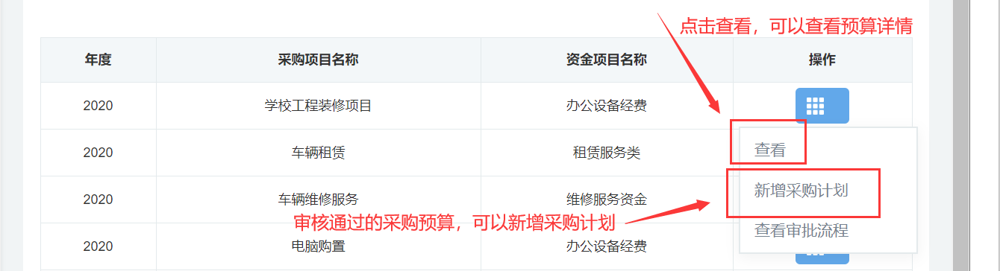 点击查看，可以查看预算详情
年度 采购项目名称 资金项目名称 操作
2020 学校工程装修项目 办公设备经费
2020 车辆租赁 租赁服务类
查看
2020 车辆维修服务 维修服务资金
新增采购计划
审核通过的采购预算，可以新增采购计划
查看审批流程
2020 电脑购置 办公设备经费